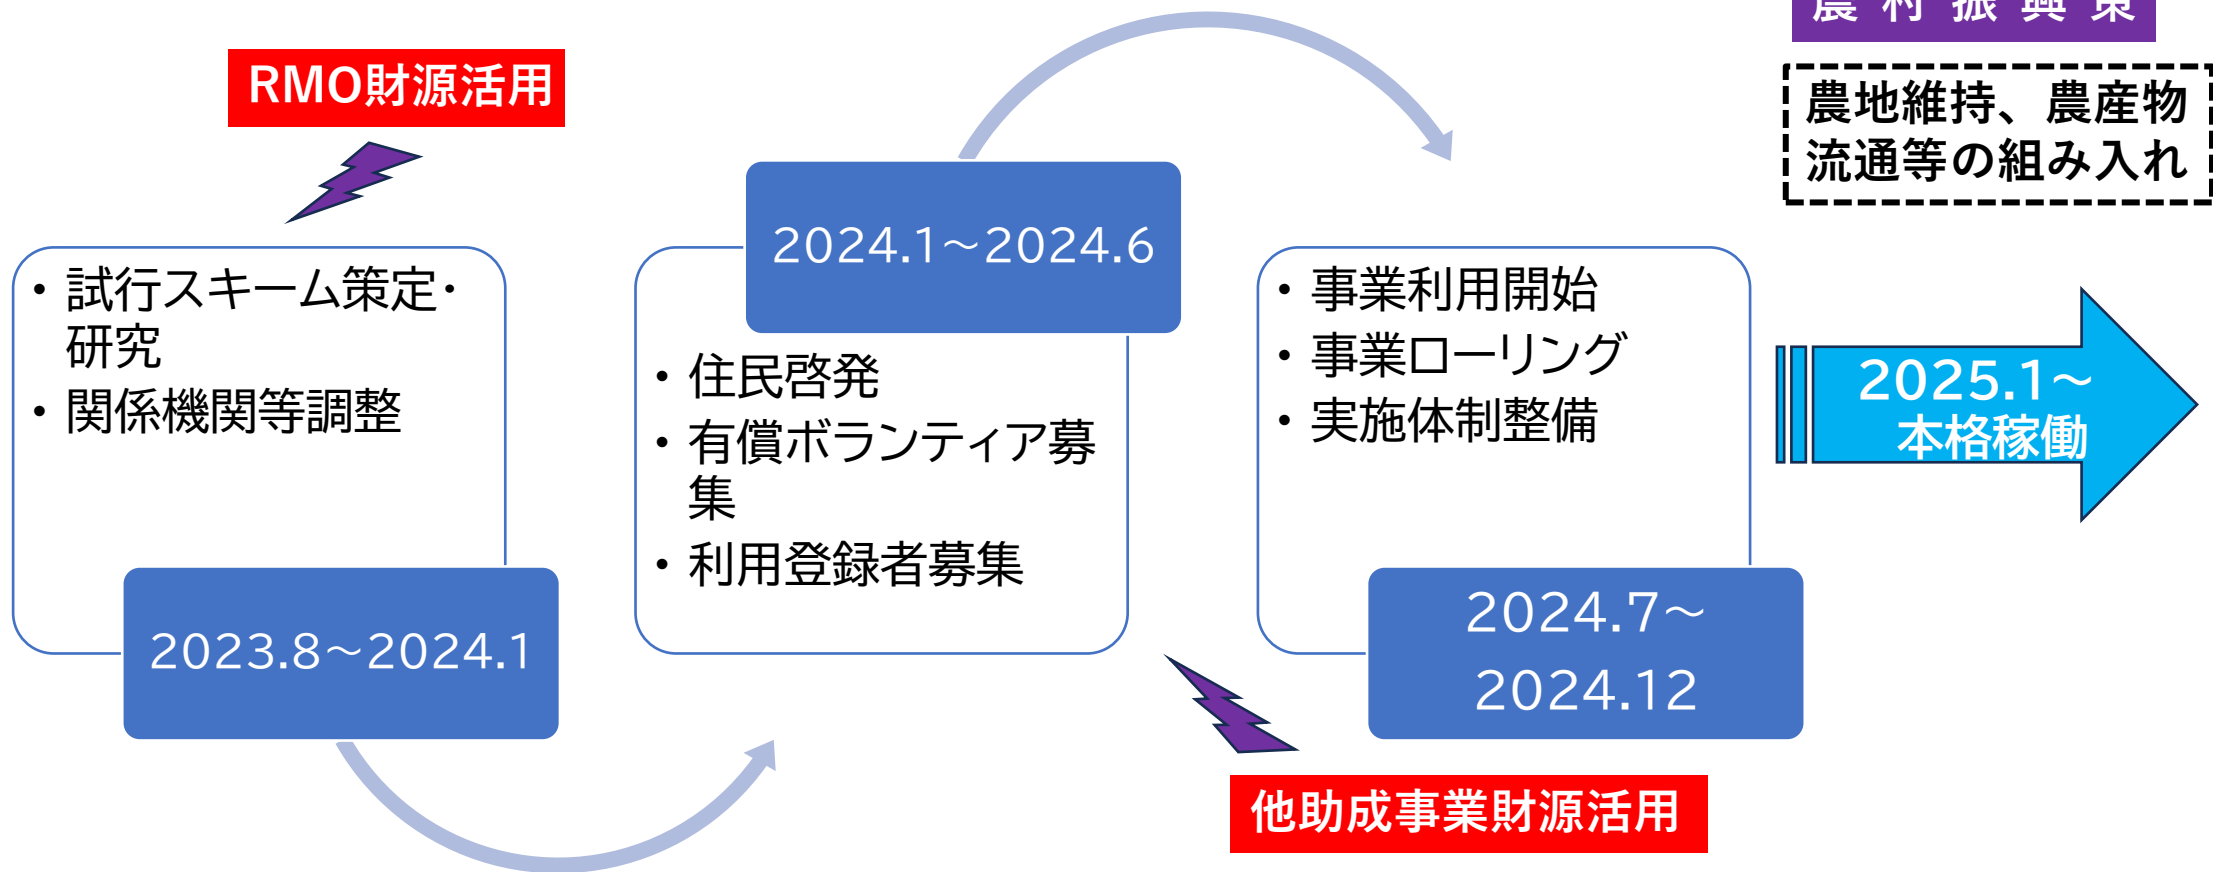 RMO財源活用
・試行スキーム策定・
研究
・関係機関等調整
2023.8～2024.1
2024.1～2024.6
・住民啓発
・有償ボランティア募
集
・利用登録者募集
・事業利用開始
・事業ローリング
・実施体制整備
2024.7～
2024.12
他助成事業財源活用
農村振興策
農地維持、農産物
流通等の組み入れ
2025.1～
本格稼働